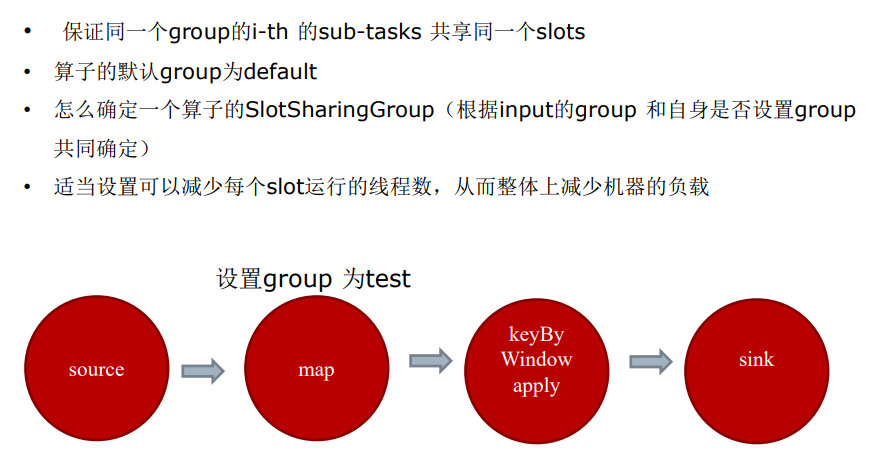 • 保证同一个group的i-th 的sub-tasks 共享同一个slots
• 算子的默认group为default
• 怎么确定一个算子的SlotSharingGroup（根据input的group 和自身是否设置group
共同确定）
• 适当设置可以减少每个slot运行的线程数，从而整体上减少机器的负载
设置group 为test
source
map
keyBy
Window
apply
sink